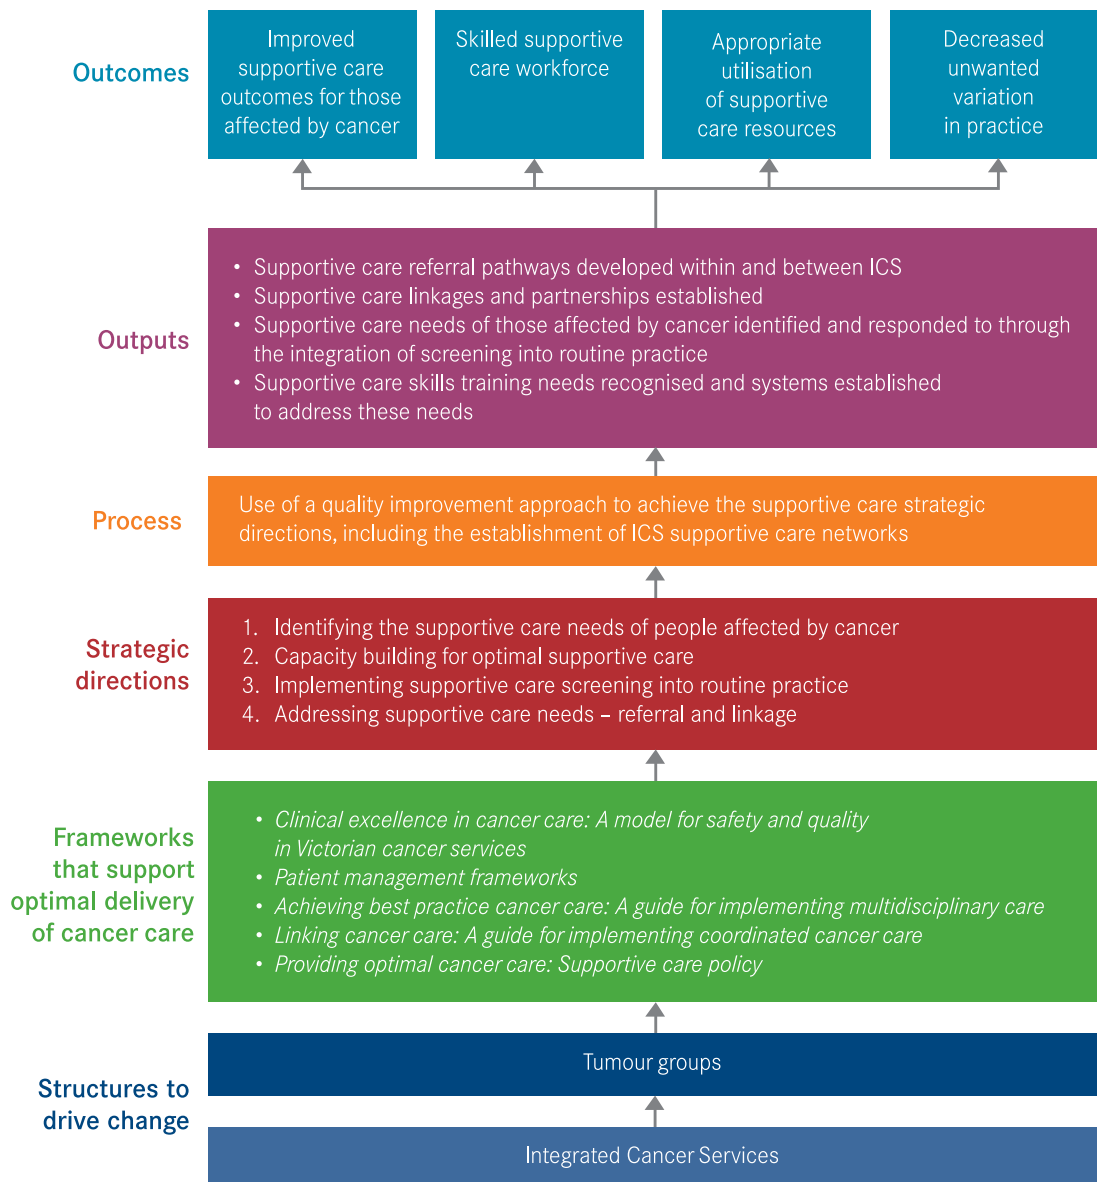 Outcomes
Improved
supportive care
outcomes for those
affected by cancer
Skilled supportive
care workforce
Appropriate
utilisation
of supportive
care resources
Decreased
unwanted
variation
in practice
Outputs
• Supportive care referral pathways developed within and between ICS
• Supportive care linkages and partnerships established
• Supportive care needs of those affected by cancer identified and responded to through
the integration of screening into routine practice
• Supportive care skills training needs recognised and systems established
to address these needs
Process
Use of a quality improvement approach to achieve the supportive care strategic
directions, including the establishment of ICS supportive care networks
Strategic
directions
1. Identifying the supportive care needs of people affected by cancer
2. Capacity building for optimal supportive care
3. Implementing supportive care screening into routine practice
4. Addressing supportive care needs – referral and linkage
Frameworks
that support
optimal delivery
of cancer care
• Clinical excellence in cancer care: A model for safety and quality
in Victorian cancer services
• Patient management frameworks
• Achieving best practice cancer care: A guide for implementing multidisciplinary care
• Linking cancer care: A guide for implementing coordinated cancer care
• Providing optimal cancer care: Supportive care policy
Structures to
drive change
Tumour groups
Integrated Cancer Services